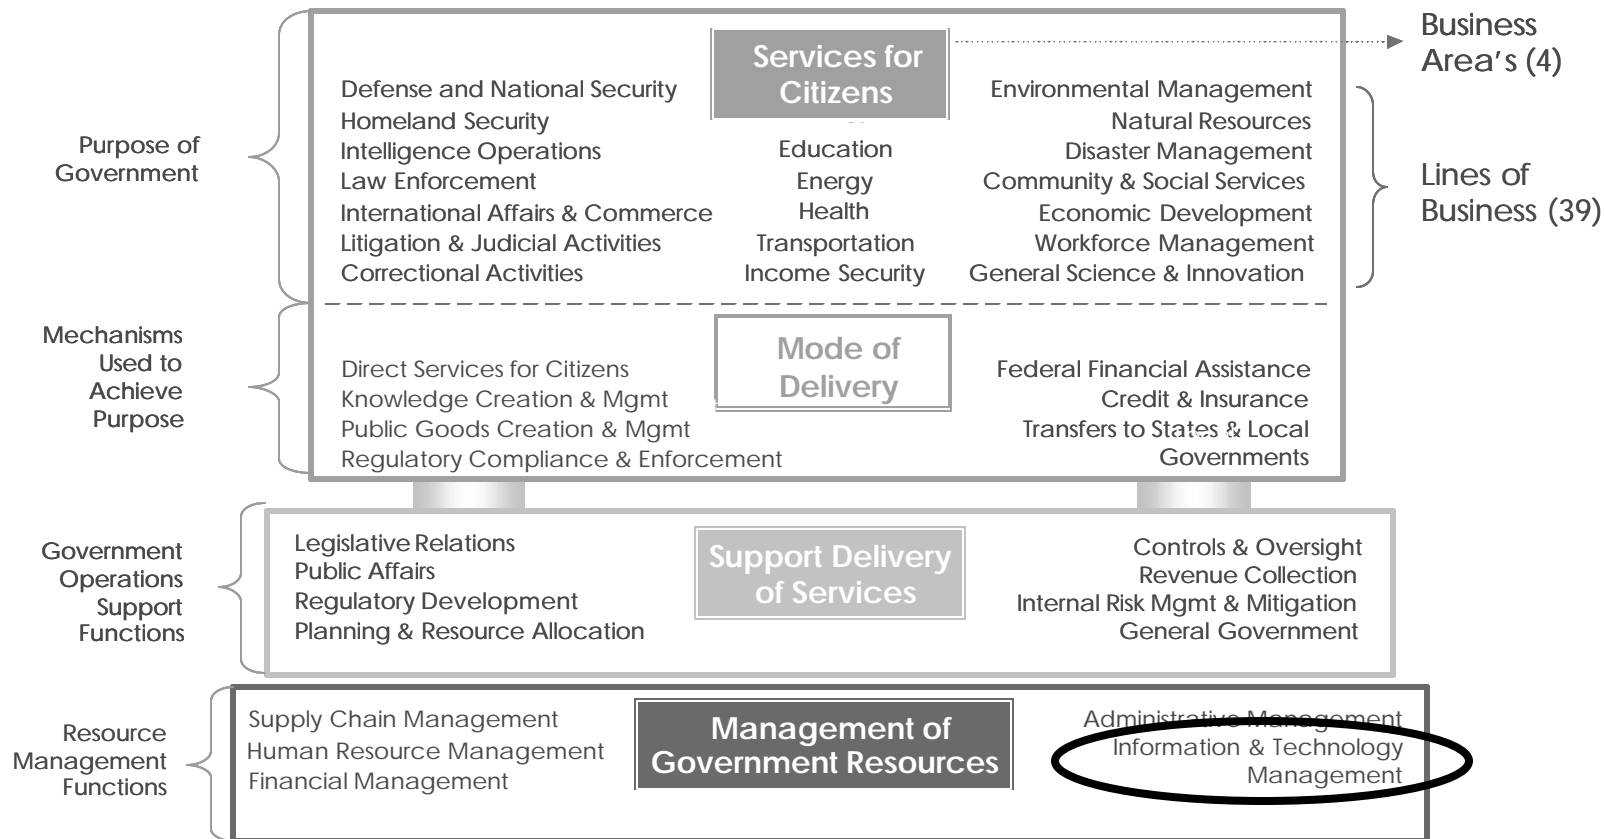 Business
Area's (4)
Services for
Citizens
Purpose of
Government
Defense and National Security
Homeland Security
Intelligence Operations
Law Enforcement
International Affairs & Commerce
Litigation & Judicial Activities
Correctional Activities
Education
Energy
Health
Transportation
Income Security
Environmental Management
Natural Resources
Disaster Management
Community & Social Services
Economic Development
Workforce Management
General Science & Innovation
Lines of
Business (39)
Mechanisms
Used to
Achieve
Purpose
Mode of
Delivery
Direct Services for Citizens
Knowledge Creation & Mgmt
Public Goods Creation & Mgmt
Regulatory Compliance & Enforcement
Federal Financial Assistance
Credit & Insurance
Transfers to States & Local
Governments
Government
Operations
Support
Functions
Legislative Relations
Public Affairs
Regulatory Development
Planning & Resource Allocation
Support Delivery
of Services
Controls & Oversight
Revenue Collection
Internal Risk Mgmt & Mitigation
General Government
Resource
Management
Functions
Supply Chain Management
Human Resource Management
Financial Management
Management of
Government Resources
Administrative Management
Information & Technology
Management